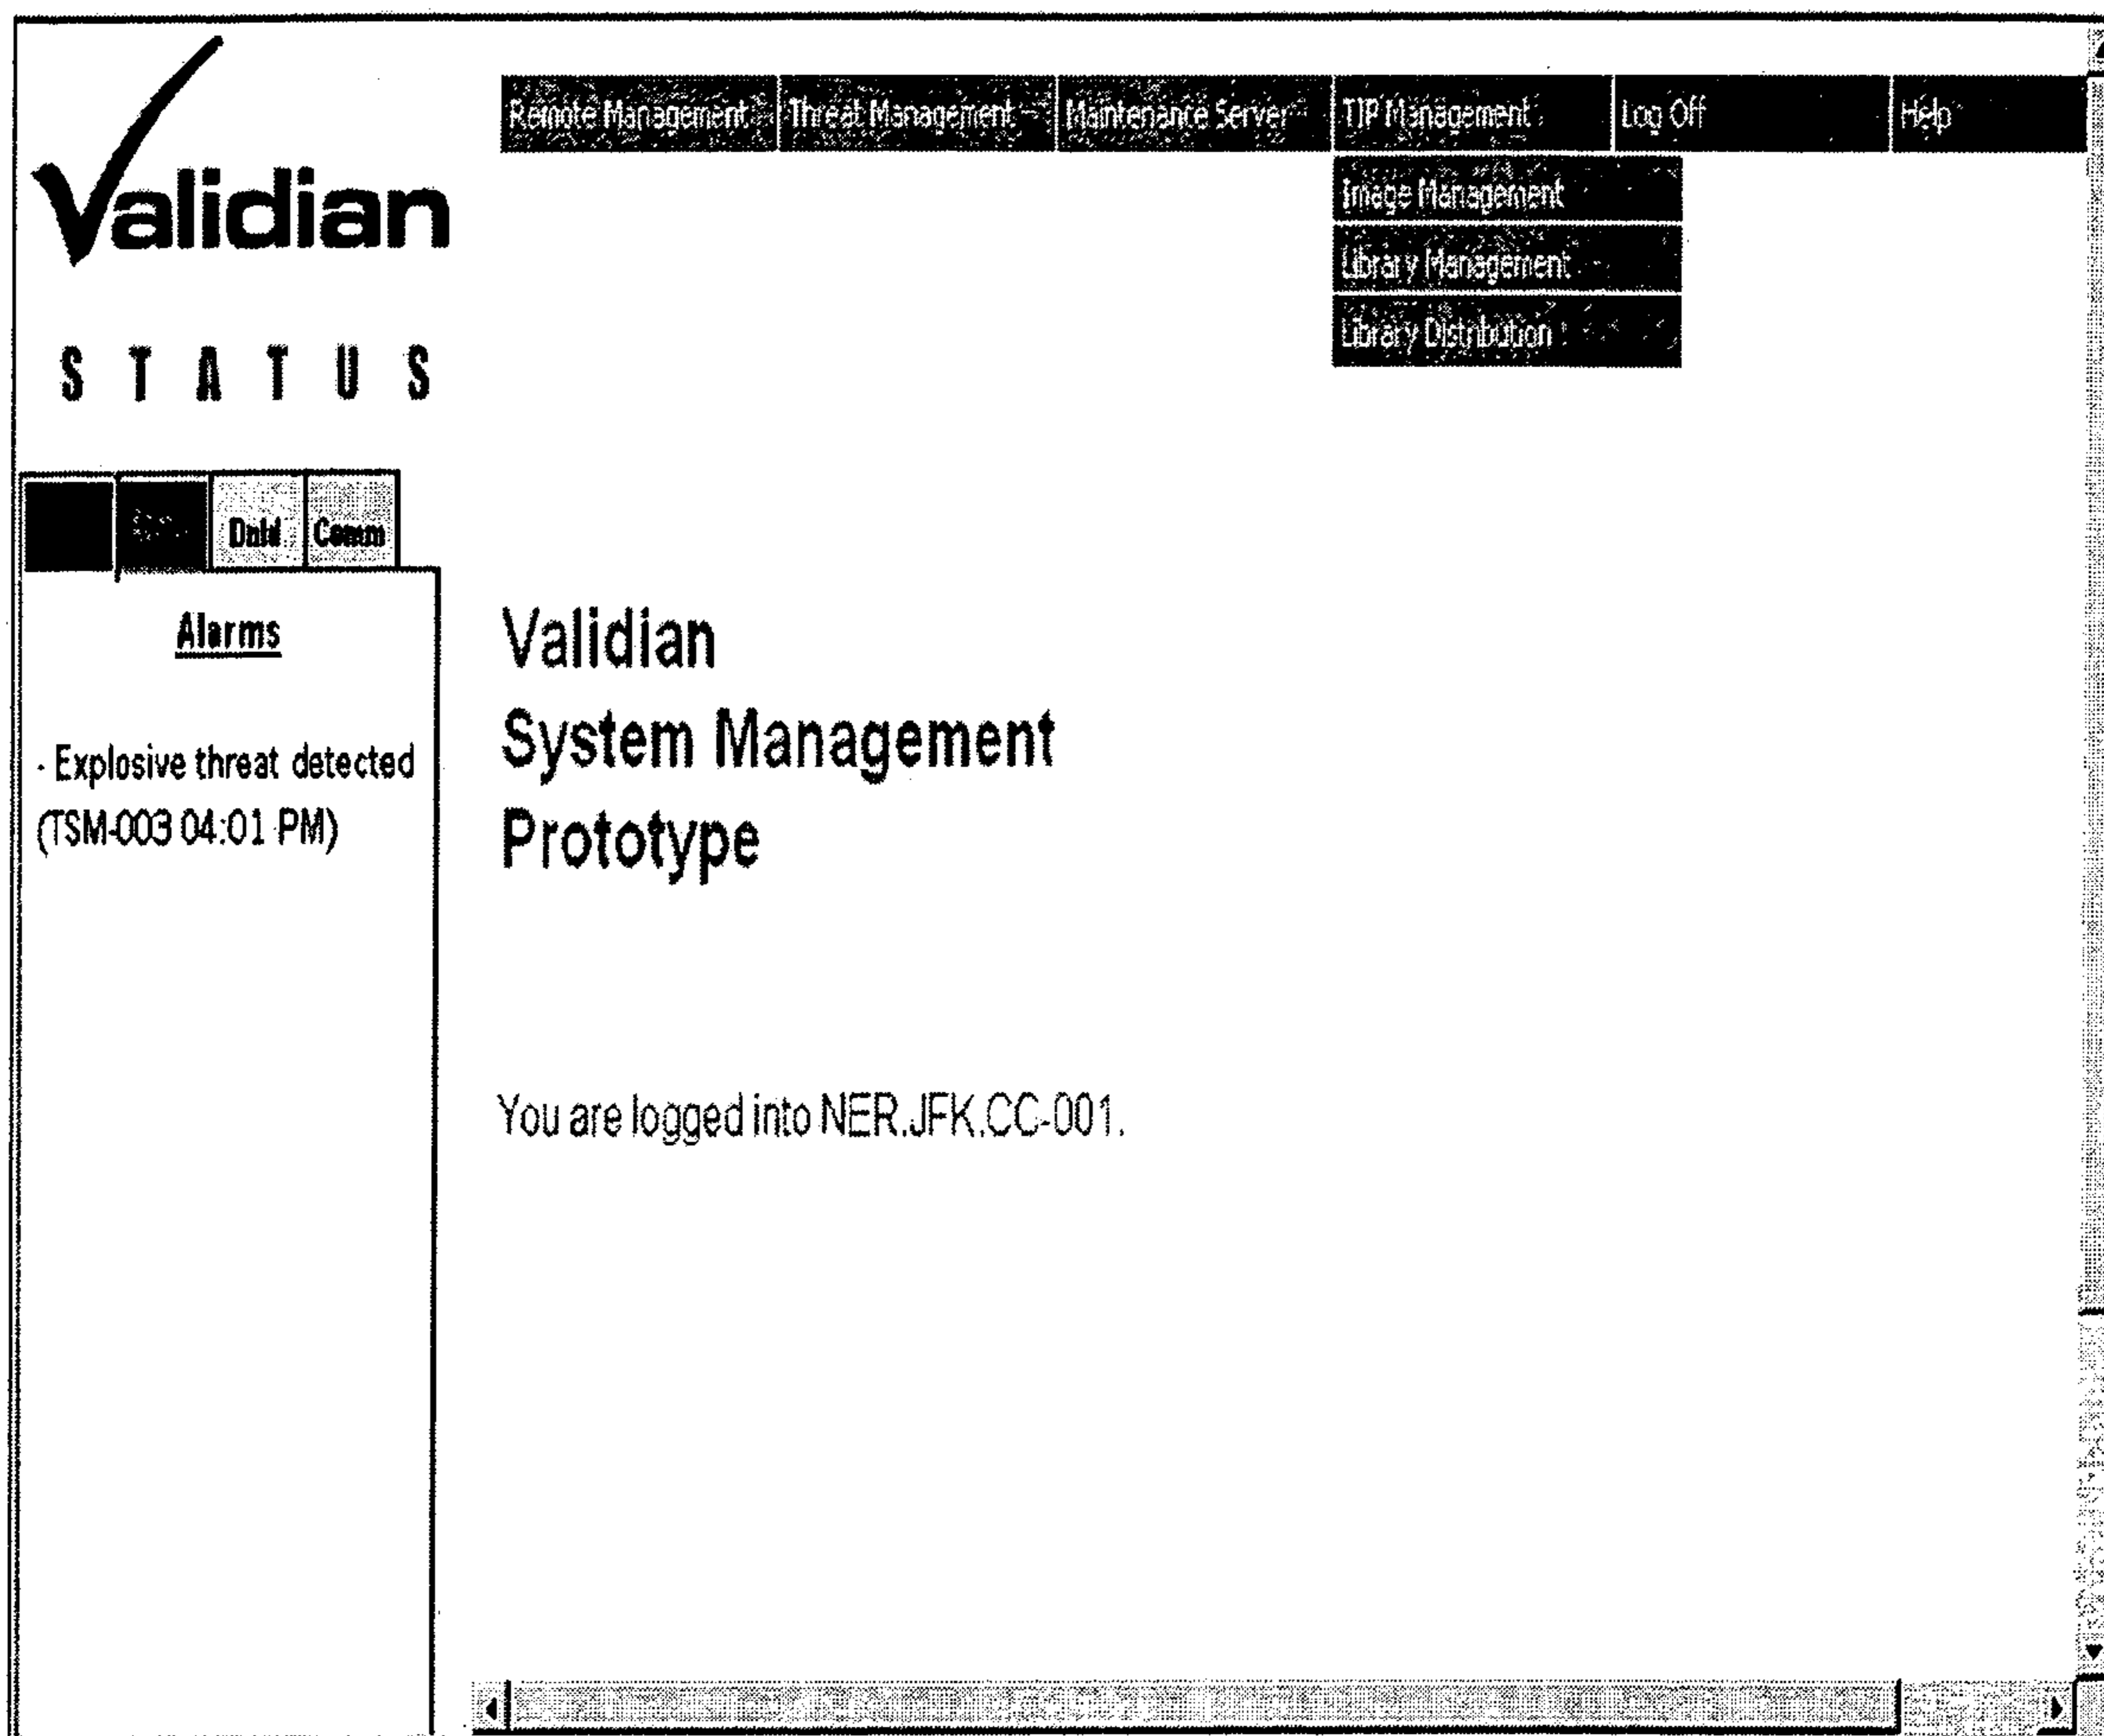 Validian
Remote Management Threat Management Maintenance Server TIP Management Log Off Help
Image Management
Library Management
Library Distribution
S T A T U S
Dnld Comm
Alarms
- Explosive threat detected
(TSM-003 04:01 PM)
Validian
System Management
Prototype
You are logged into NER.JFK.CC-001.